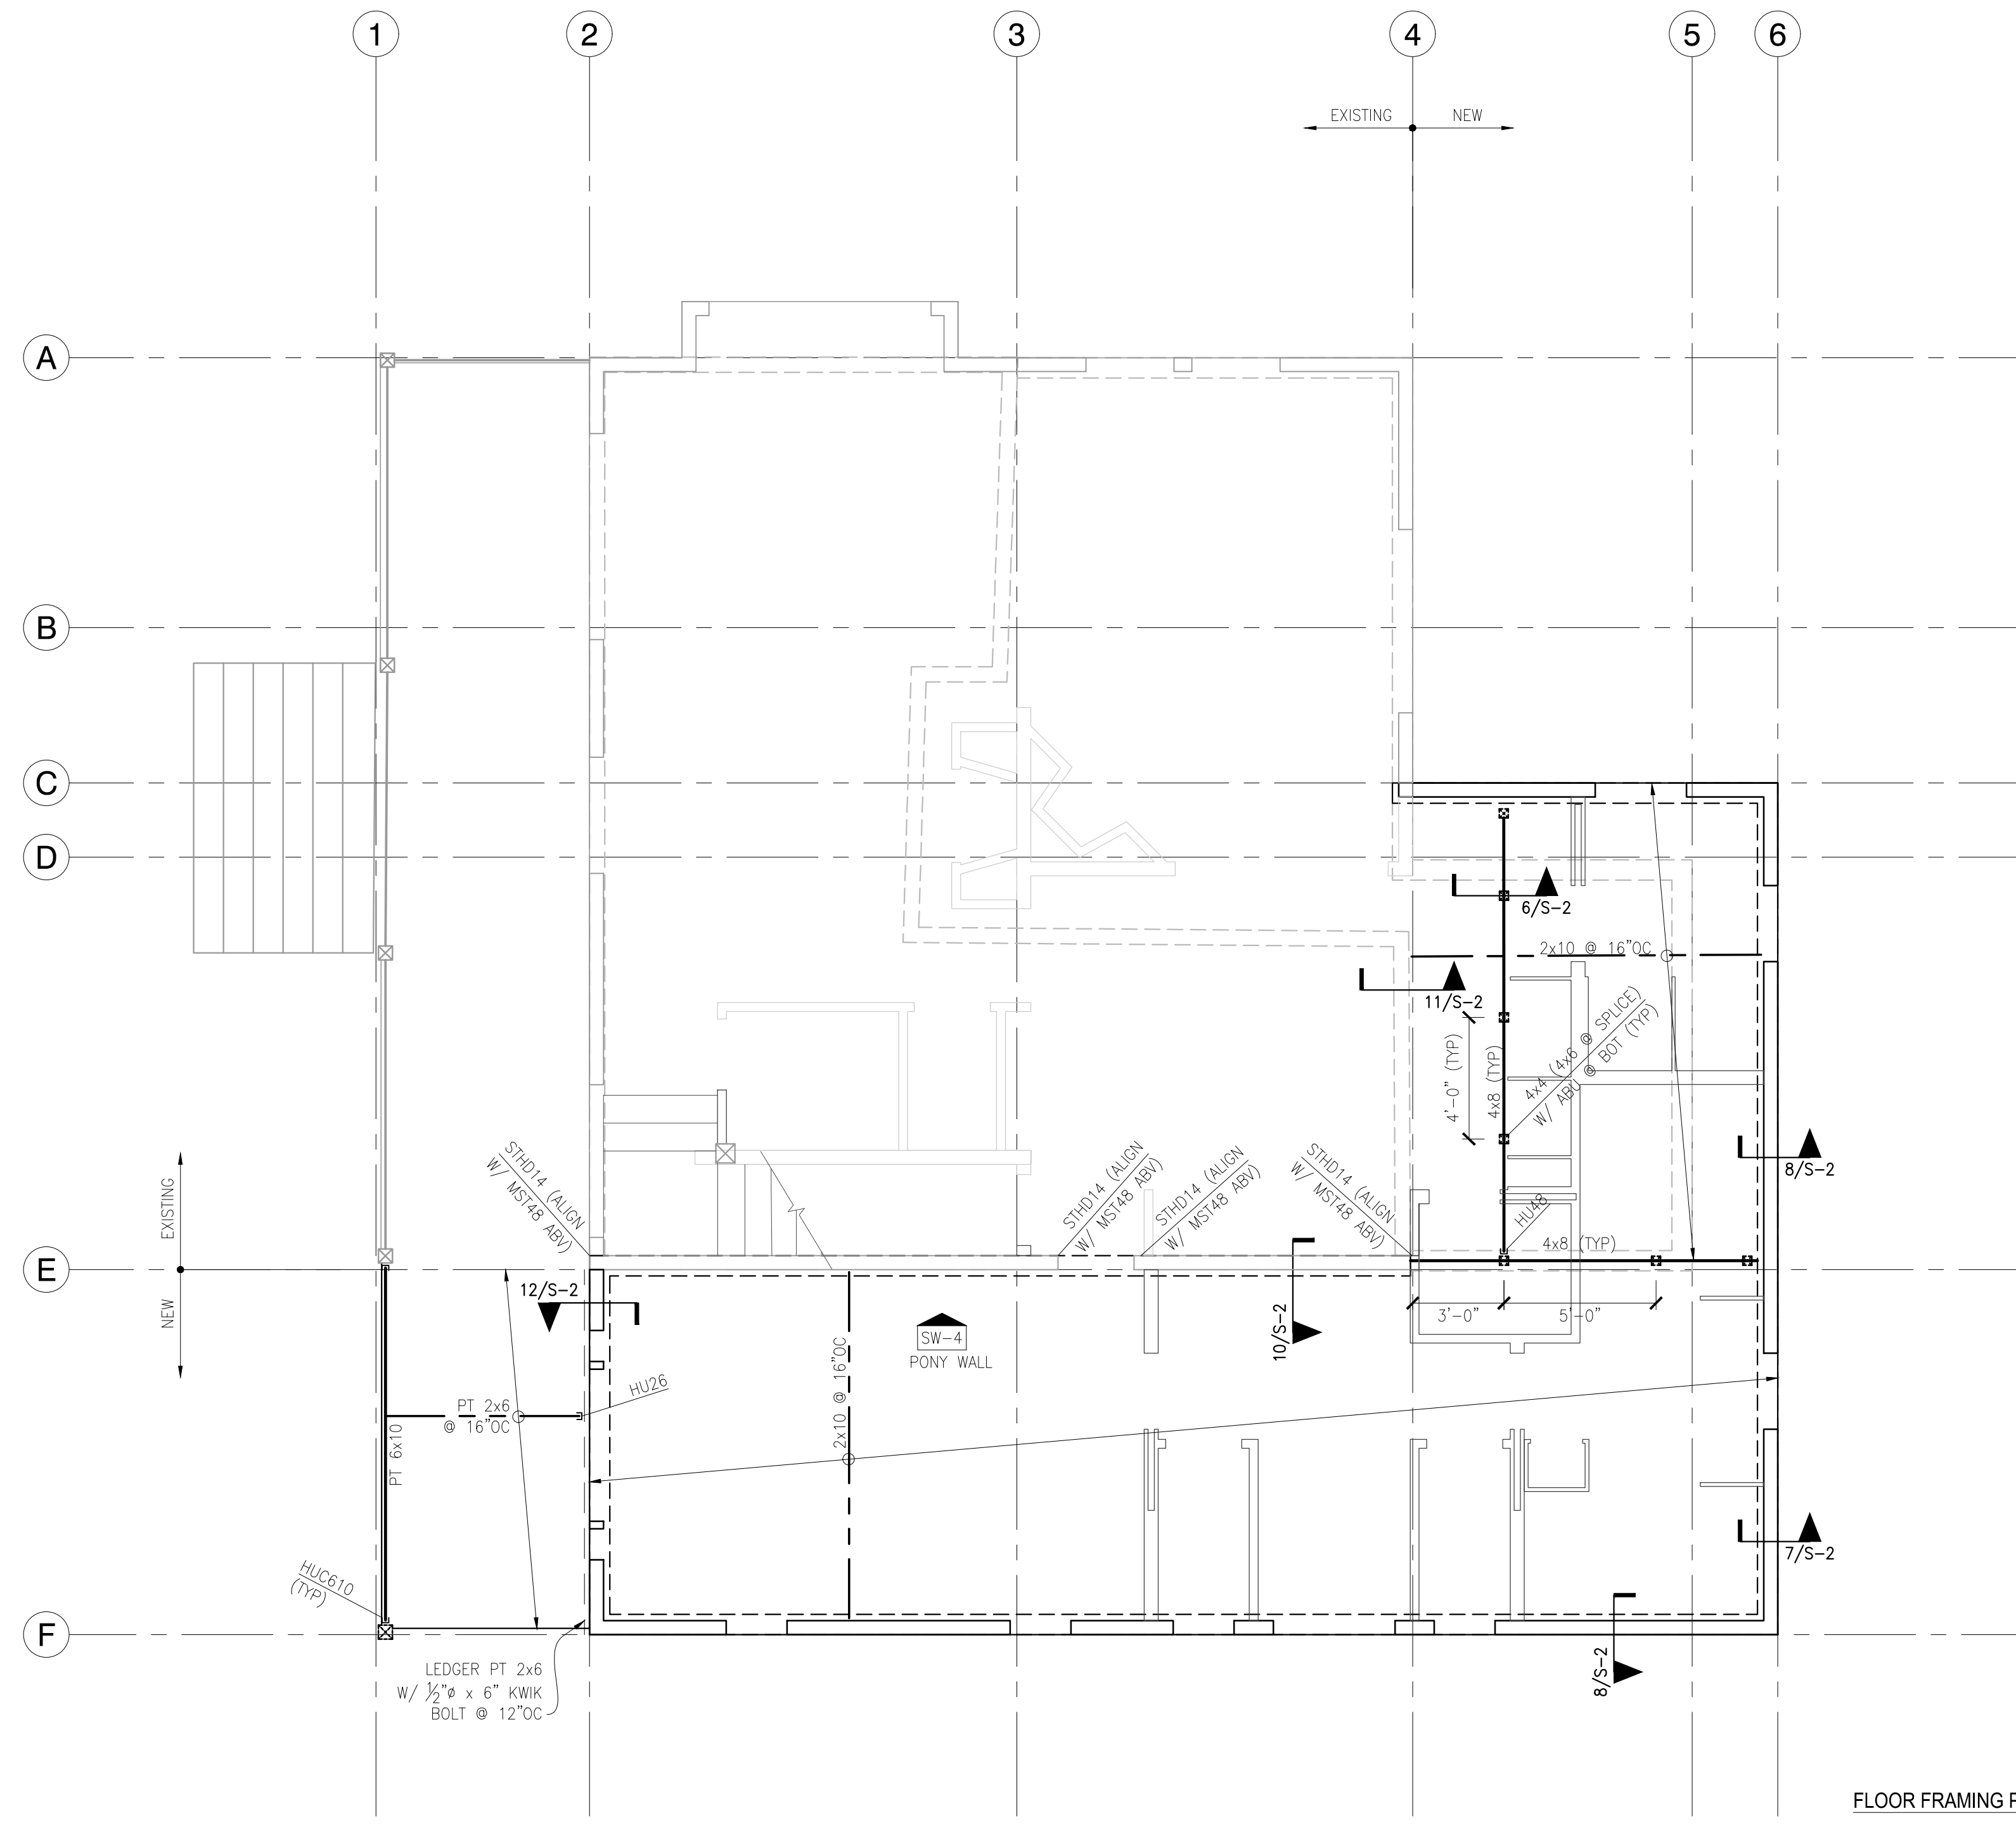 1
2
3
4
5
6
EXISTING
NEW
A
B
C
D
E
F
6/S-2
2x10 @ 16"OC
11/S-2
4'-0" (TYP)
4x8 (TYP)
4x4 (4x6 @ SPLICE)
W/ ABU @ BOT (TYP)
8/S-2
HU48
4x8 (TYP)
3'-0"
5'-0"
STHD14 (ALIGN
W/ MST48 ABV)
STHD14 (ALIGN
W/ MST48 ABV)
STHD14 (ALIGN
W/ MST48 ABV)
STHD14 (ALIGN
W/ MST48 ABV)
EXISTING
NEW
12/S-2
10/S-2
SW-4
PONY WALL
2x10 @ 16"OC
HU26
PT 2x6
@ 16"OC
PT 6x10
7/S-2
HUC610
(TYP)
8/S-2
LEDGER PT 2x6
W/ ½"ø x 6" KWIK
BOLT @ 12"OC
FLOOR FRAMING P